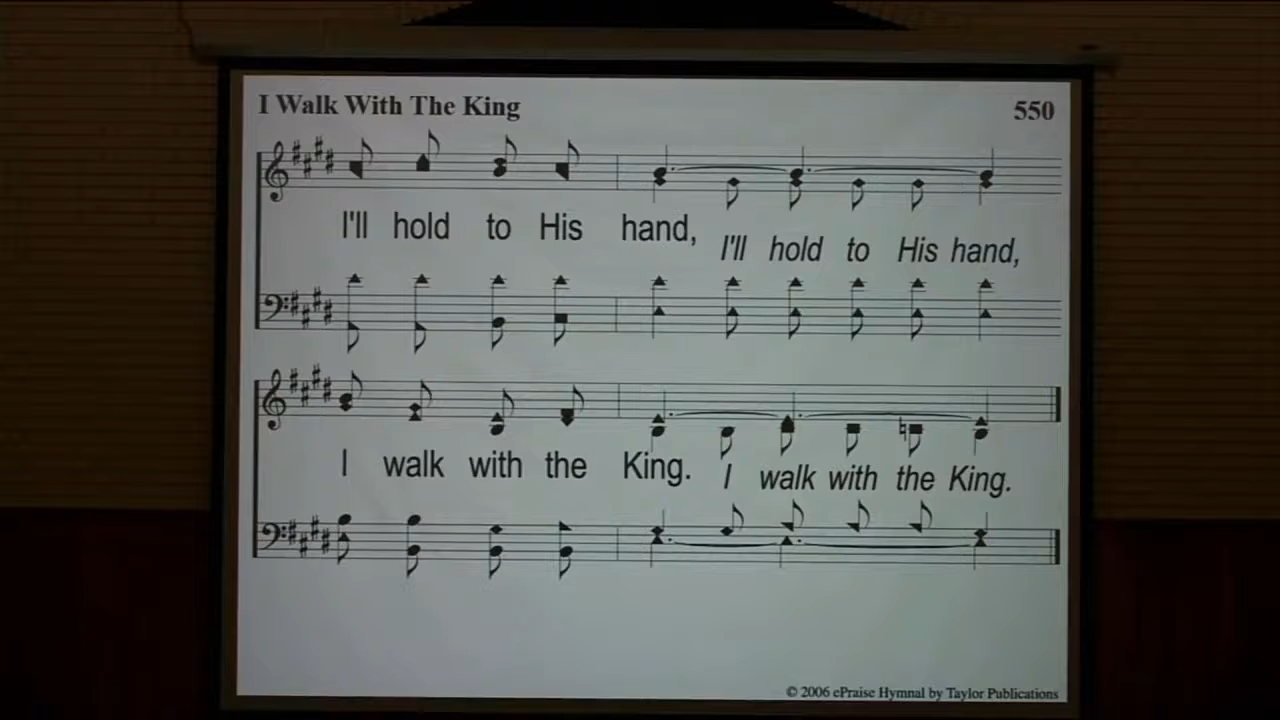 I Walk With The King
550
I'll hold to His hand,
I'll hold to His hand,
I walk with the King.
I walk with the King.
© 2006 ePraise Hymnal by Taylor Publications